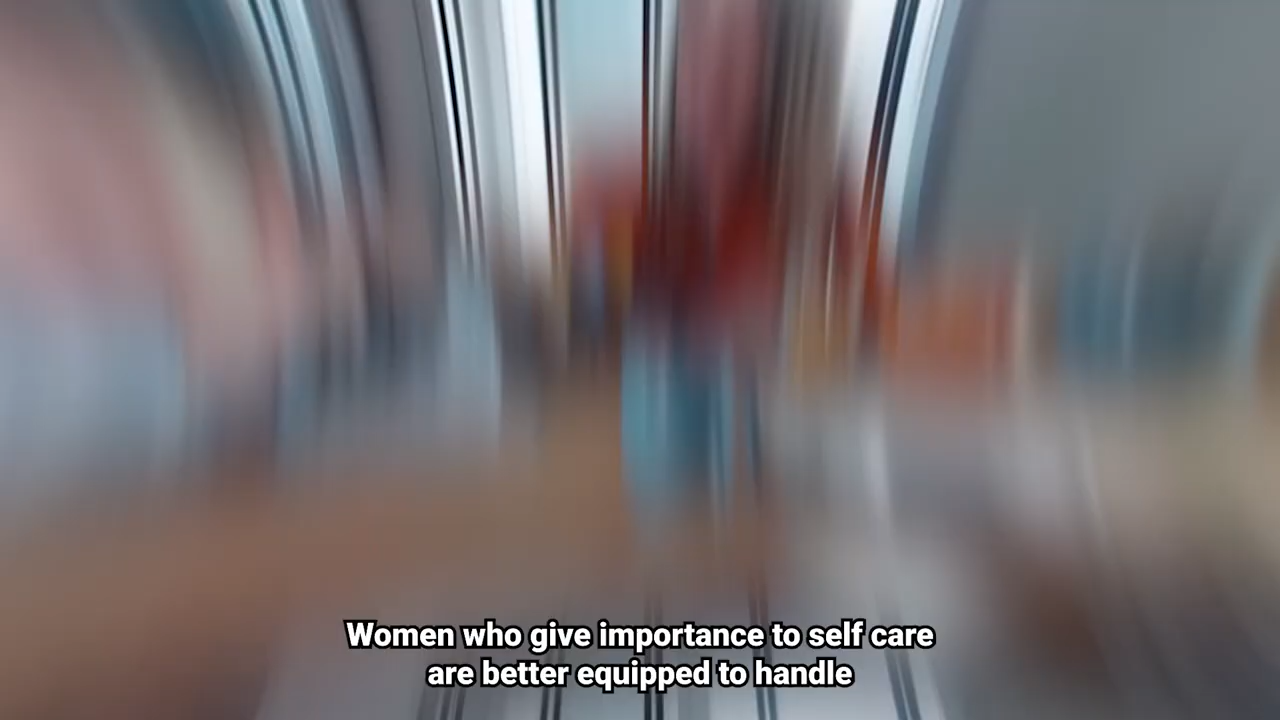 Women who give importance to self care
are better equipped to handle